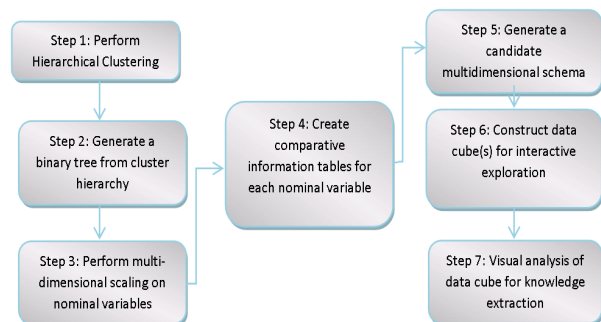 Step 1: Perform
Hierarchical Clustering
Step 2: Generate a
binary tree from cluster
hierarchy
Step 3: Perform multi-
dimensional scaling on
nominal variables
Step 4: Create
comparative
information tables for
each nominal variable
Step 5: Generate a
candidate
multidimensional schema
Step 6: Construct data
cube(s) for interactive
exploration
Step 7: Visual analysis of
data cube for knowledge
extraction